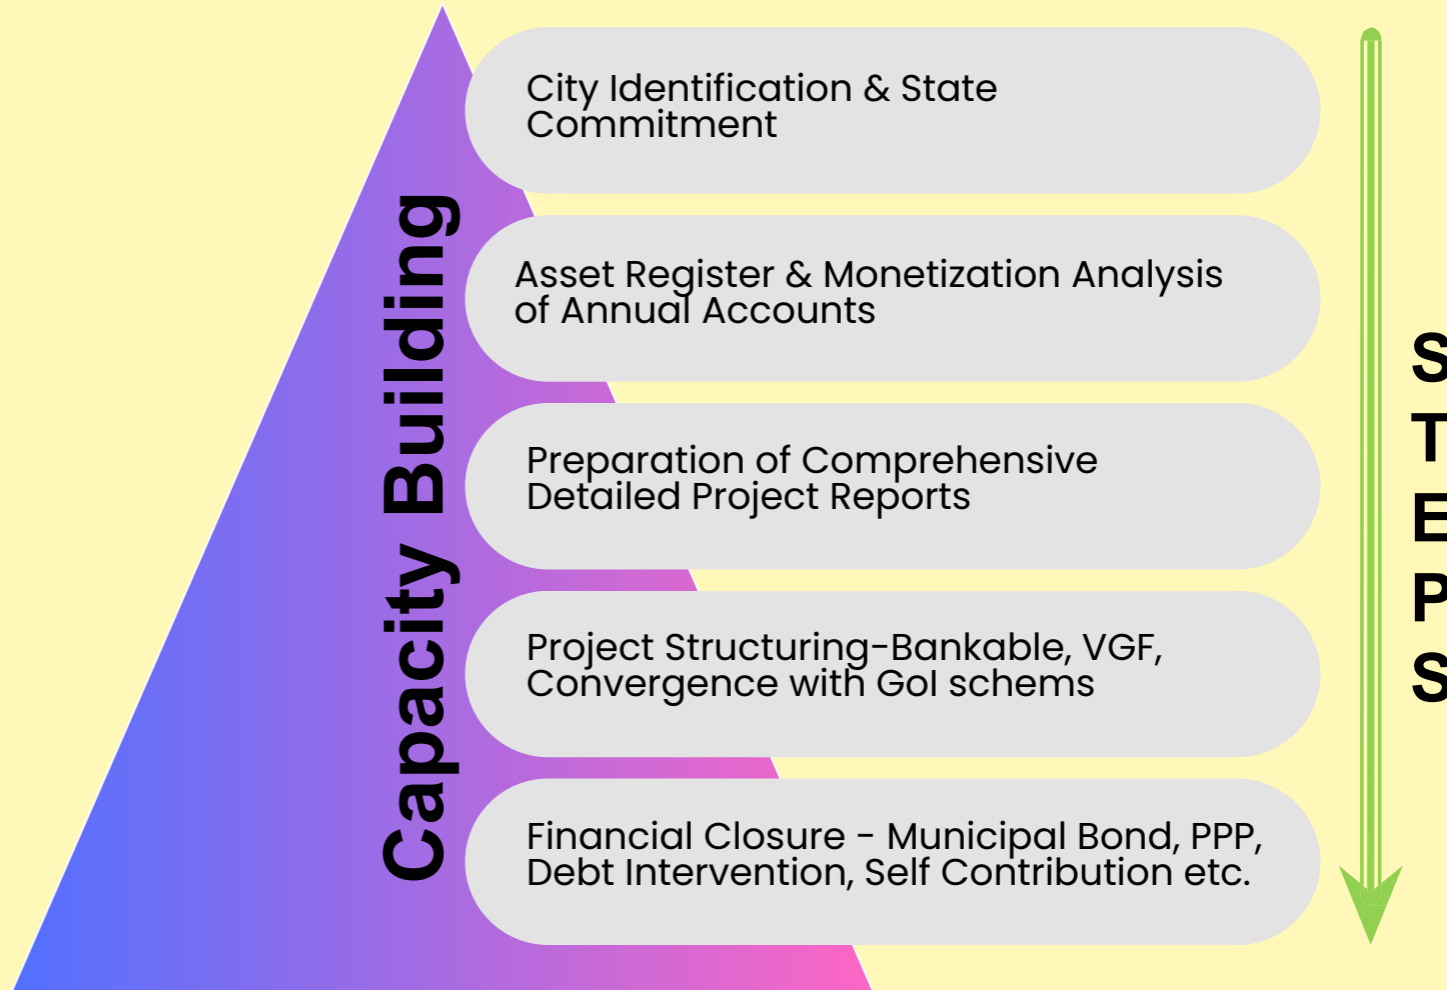 Capacity Building
City Identification & State
Commitment
Asset Register & Monetization Analysis
of Annual Accounts
Preparation of Comprehensive
Detailed Project Reports
Project Structuring-Bankable, VGF,
Convergence with GoI schems
Financial Closure - Municipal Bond, PPP,
Debt Intervention, Self Contribution etc.
S
T
E
P
S